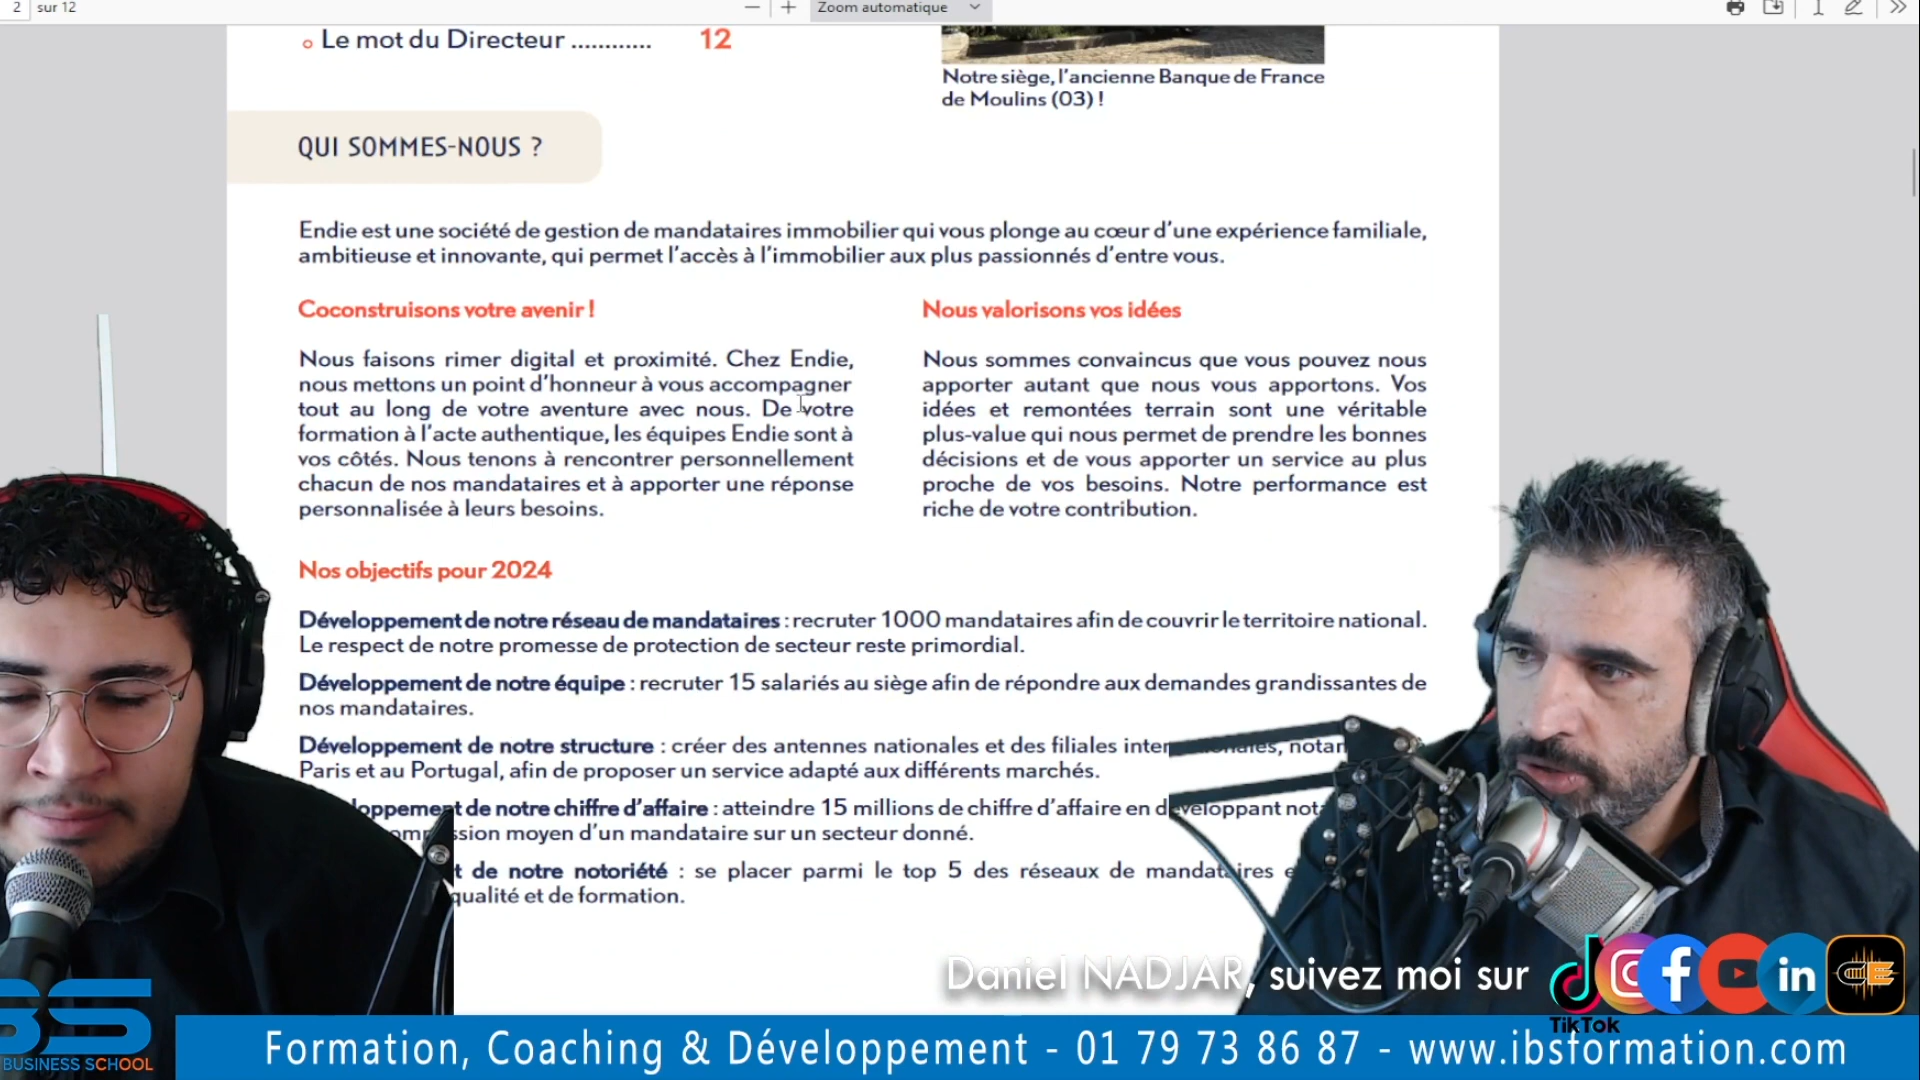 2 sur 12
Zoom automatique
Le mot du Directeur ............ 12
Notre siège, l'ancienne Banque de France
de Moulins (03) !
QUI SOMMES-NOUS ?
Endie est une société de gestion de mandataires immobilier qui vous plonge au cœur d'une expérience familiale,
ambitieuse et innovante, qui permet l'accès à l'immobilier aux plus passionnés d'entre vous.
Coconstruisons votre avenir !
Nous faisons rimer digital et proximité. Chez Endie,
nous mettons un point d'honneur à vous accompagner
tout au long de votre aventure avec nous. De votre
formation à l'acte authentique, les équipes Endie sont à
vos côtés. Nous tenons à rencontrer personnellement
chacun de nos mandataires et à apporter une réponse
personnalisée à leurs besoins.
Nous valorisons vos idées
Nous sommes convaincus que vous pouvez nous
apporter autant que nous vous apportons. Vos
idées et remontées terrain sont une véritable
plus-value qui nous permet de prendre les bonnes
décisions et de vous apporter un service au plus
proche de vos besoins. Notre performance est
riche de votre contribution.
Nos objectifs pour 2024
Développement de notre réseau de mandataires : recruter 1000 mandataires afin de couvrir le territoire national.
Le respect de notre promesse de protection de secteur reste primordial.
Développement de notre équipe : recruter 15 salariés au siège afin de répondre aux demandes grandissantes de
nos mandataires.
Développement de notre structure : créer des antennes nationales et des filiales
Paris et au Portugal, afin de proposer un service adapté aux différents marchés.
de notre chiffre d'affaire : atteindre 15 millions de chiffre d'affaire en développant
moyen d'un mandataire sur un secteur donné.
de notre notoriété : se placer parmi le top 5 des réseaux de mandataires
qualité et de formation.
Daniel NADJAR, suivez moi sur
TikTok
f
in
CE
BS
BUSINESS SCHOOL
Formation, Coaching & Développement - 01 79 73 86 87 - www.ibsformation.com